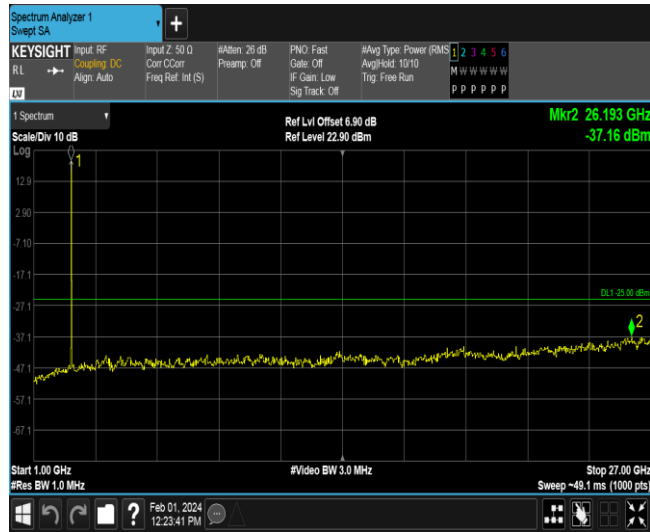 Spectrum Analyzer 1
Swept SA
+
KEYSIGHT
RL
LXI
Input: RF
Coupling: DC
Align: Auto
Input Z: 50 Ω
Corr CCorr
Freq Ref: Int (S)
#Atten: 26 dB
Preamp: Off
PNO: Fast
Gate: Off
IF Gain: Low
Sig Track: Off
#Avg Type: Power (RMS
Avg|Hold: 10/10
Trig: Free Run
1 2 3 4 5 6
M W W W W W
P P P P P P
1 Spectrum
Scale/Div 10 dB
Ref Lvl Offset 6.90 dB
Ref Level 22.90 dBm
Mkr2 26.193 GHz
-37.16 dBm
Log
1
12.9
2.90
-7.10
-17.1
DL1 -25.00 dBm
-27.1
2
-37.1
-47.1
-57.1
-67.1
Start 1.00 GHz
#Video BW 3.0 MHz
Stop 27.00 GHz
#Res BW 1.0 MHz
Sweep ~49.1 ms (1000 pts)
?
Feb 01, 2024
12:23:41 PM